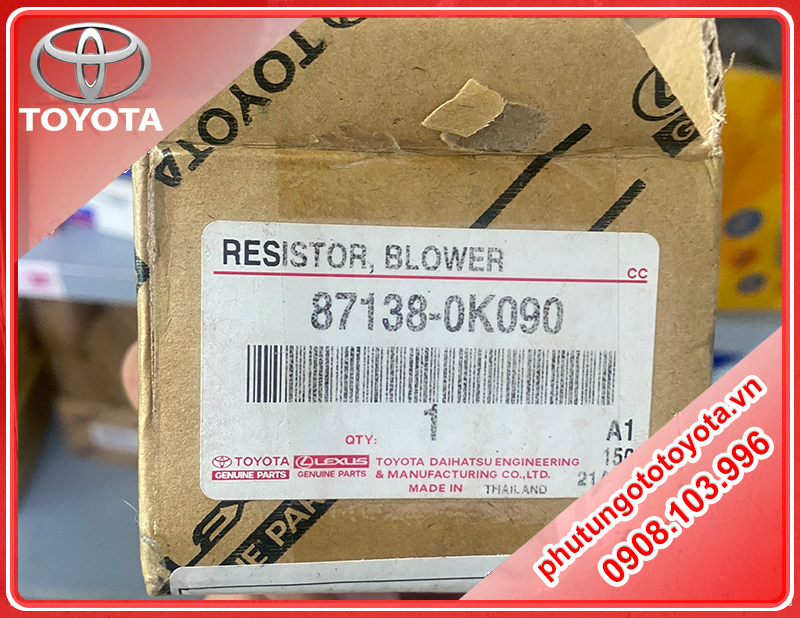 TOYOTA
TOYOTA
TOYOTA
RESISTOR, BLOWER
CC
87138-0K090
QTY: 1
A1
TOYOTA
GENUINE PARTS
LEXUS
GENUINE PARTS
TOYOTA DAIHATSU ENGINEERING
& MANUFACTURING CO.,LTD.
MADE IN THAILAND
phutungototoyota.vn
0908.103.996